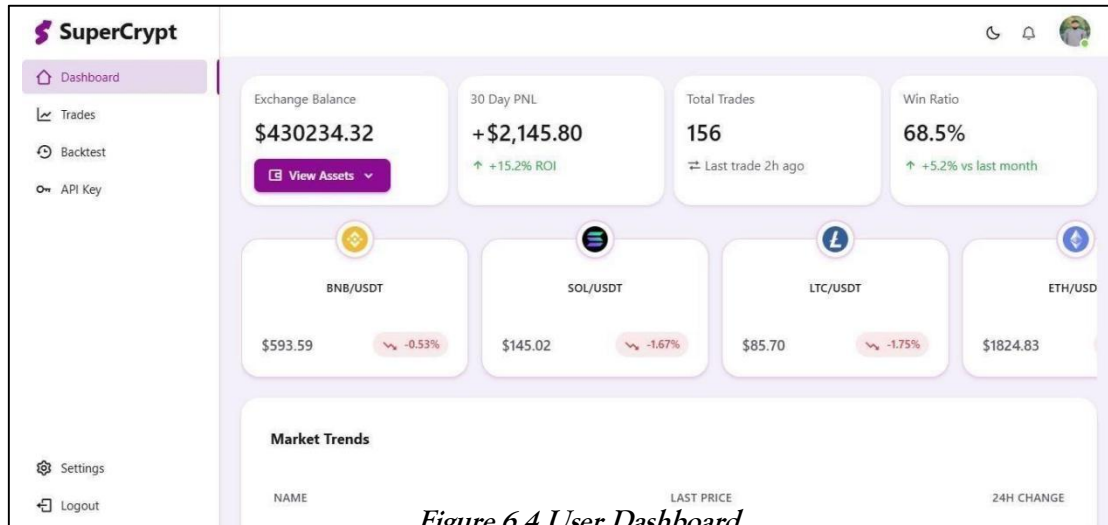 SuperCrypt
Dashboard
Trades
Backtest
API Key
Settings
Logout
Exchange Balance
$430234.32
View Assets
30 Day PNL
+$2,145.80
+15.2% ROI
Total Trades
156
Last trade 2h ago
Win Ratio
68.5%
+5.2% vs last month
BNB/USDT
$593.59 -0.53%
SOL/USDT
$145.02 -1.67%
LTC/USDT
$85.70 -1.75%
ETH/USD
$1824.83
Market Trends
NAME LAST PRICE 24H CHANGE
Figure 6.4 User Dashboard